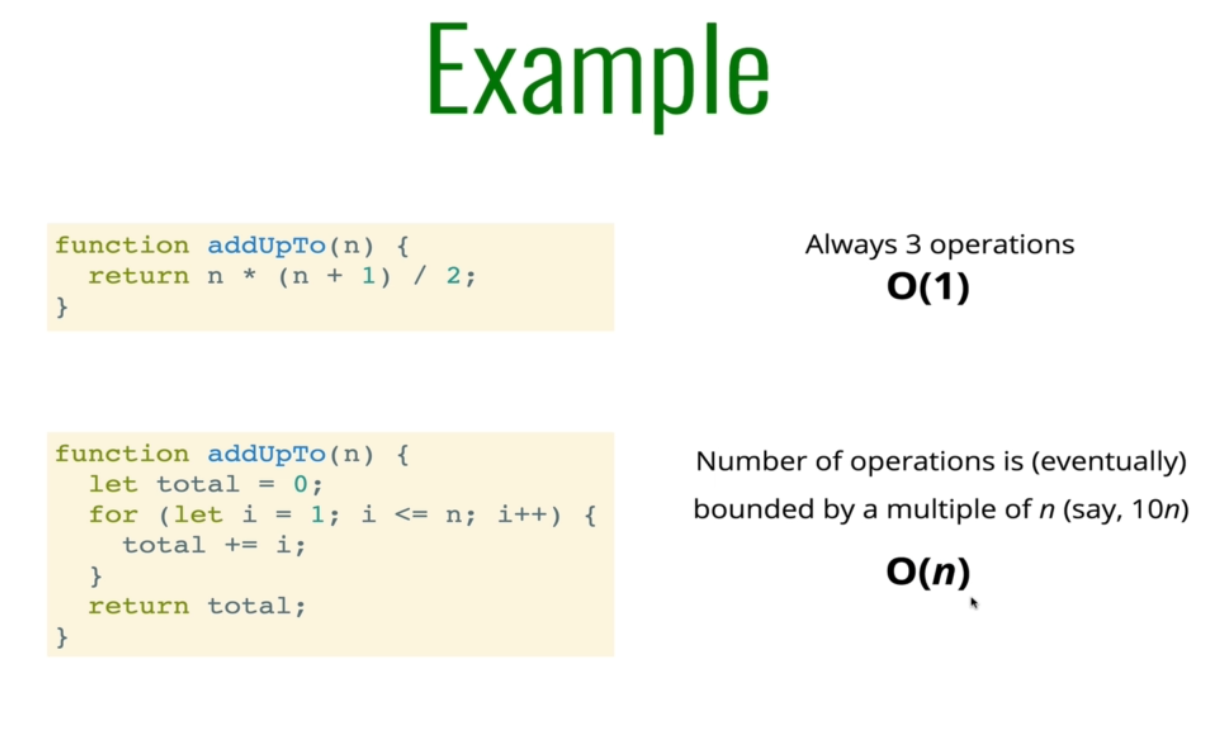 Example
function addUpTo(n) {
  return n * (n + 1) / 2;
}
Always 3 operations
O(1)
function addUpTo(n) {
  let total = 0;
  for (let i = 1; i <= n; i++) {
    total += i;
  }
  return total;
}
Number of operations is (eventually)
bounded by a multiple of n (say, 10n)
O(n)